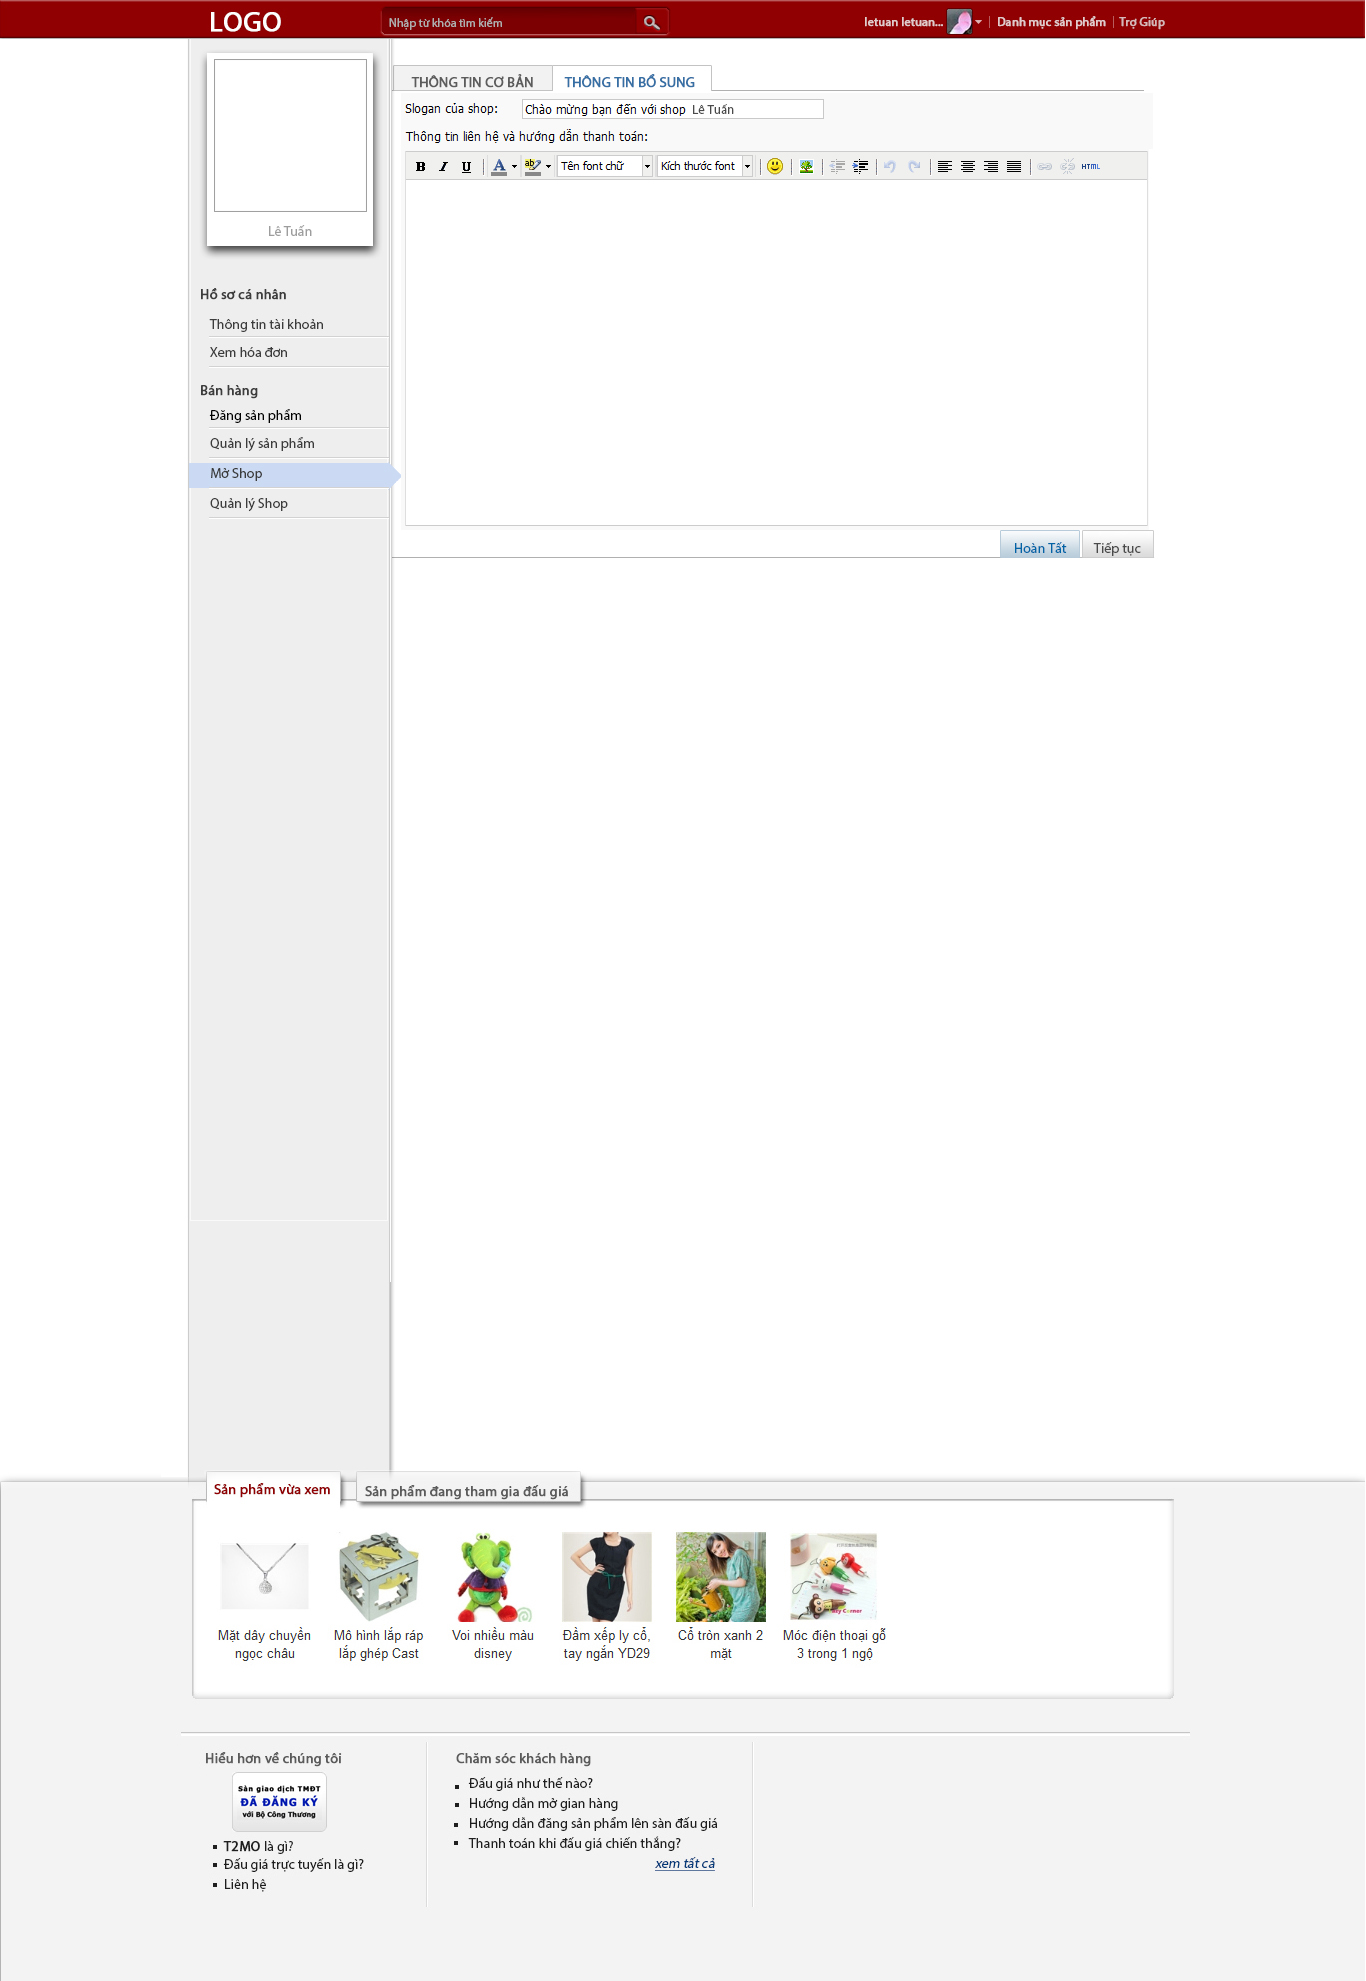 LOGO
Nhập từ khóa tìm kiếm
letuan letuan...
Danh mục sản phẩm
Trợ Giúp
Lê Tuấn
Hồ sơ cá nhân
Thông tin tài khoản
Xem hóa đơn
Bán hàng
Đăng sản phẩm
Quản lý sản phẩm
Mở Shop
Quản lý Shop
THÔNG TIN CƠ BẢN
THÔNG TIN BỔ SUNG
Slogan của shop:
Chào mừng bạn đến với shop Lê Tuấn
Thông tin liên hệ và hướng dẫn thanh toán:
B I U A ab Tên font chữ Kích thước font HTML
Hoàn Tất
Tiếp tục
Sản phẩm vừa xem
Sản phẩm đang tham gia đấu giá
Mặt dây chuyền
ngọc châu
Mô hình lắp ráp
lắp ghép Cast
Voi nhiều màu
disney
Đầm xếp ly cổ,
tay ngắn YD29
Cổ tròn xanh 2
mặt
Móc điện thoại gỗ
3 trong 1 ngộ
Hiểu hơn về chúng tôi
Sàn giao dịch TMĐT
ĐÃ ĐĂNG KÝ
với Bộ Công Thương
T2MO là gì?
Đấu giá trực tuyến là gì?
Liên hệ
Chăm sóc khách hàng
Đấu giá như thế nào?
Hướng dẫn mở gian hàng
Hướng dẫn đăng sản phẩm lên sàn đấu giá
Thanh toán khi đấu giá chiến thắng?
xem tất cả